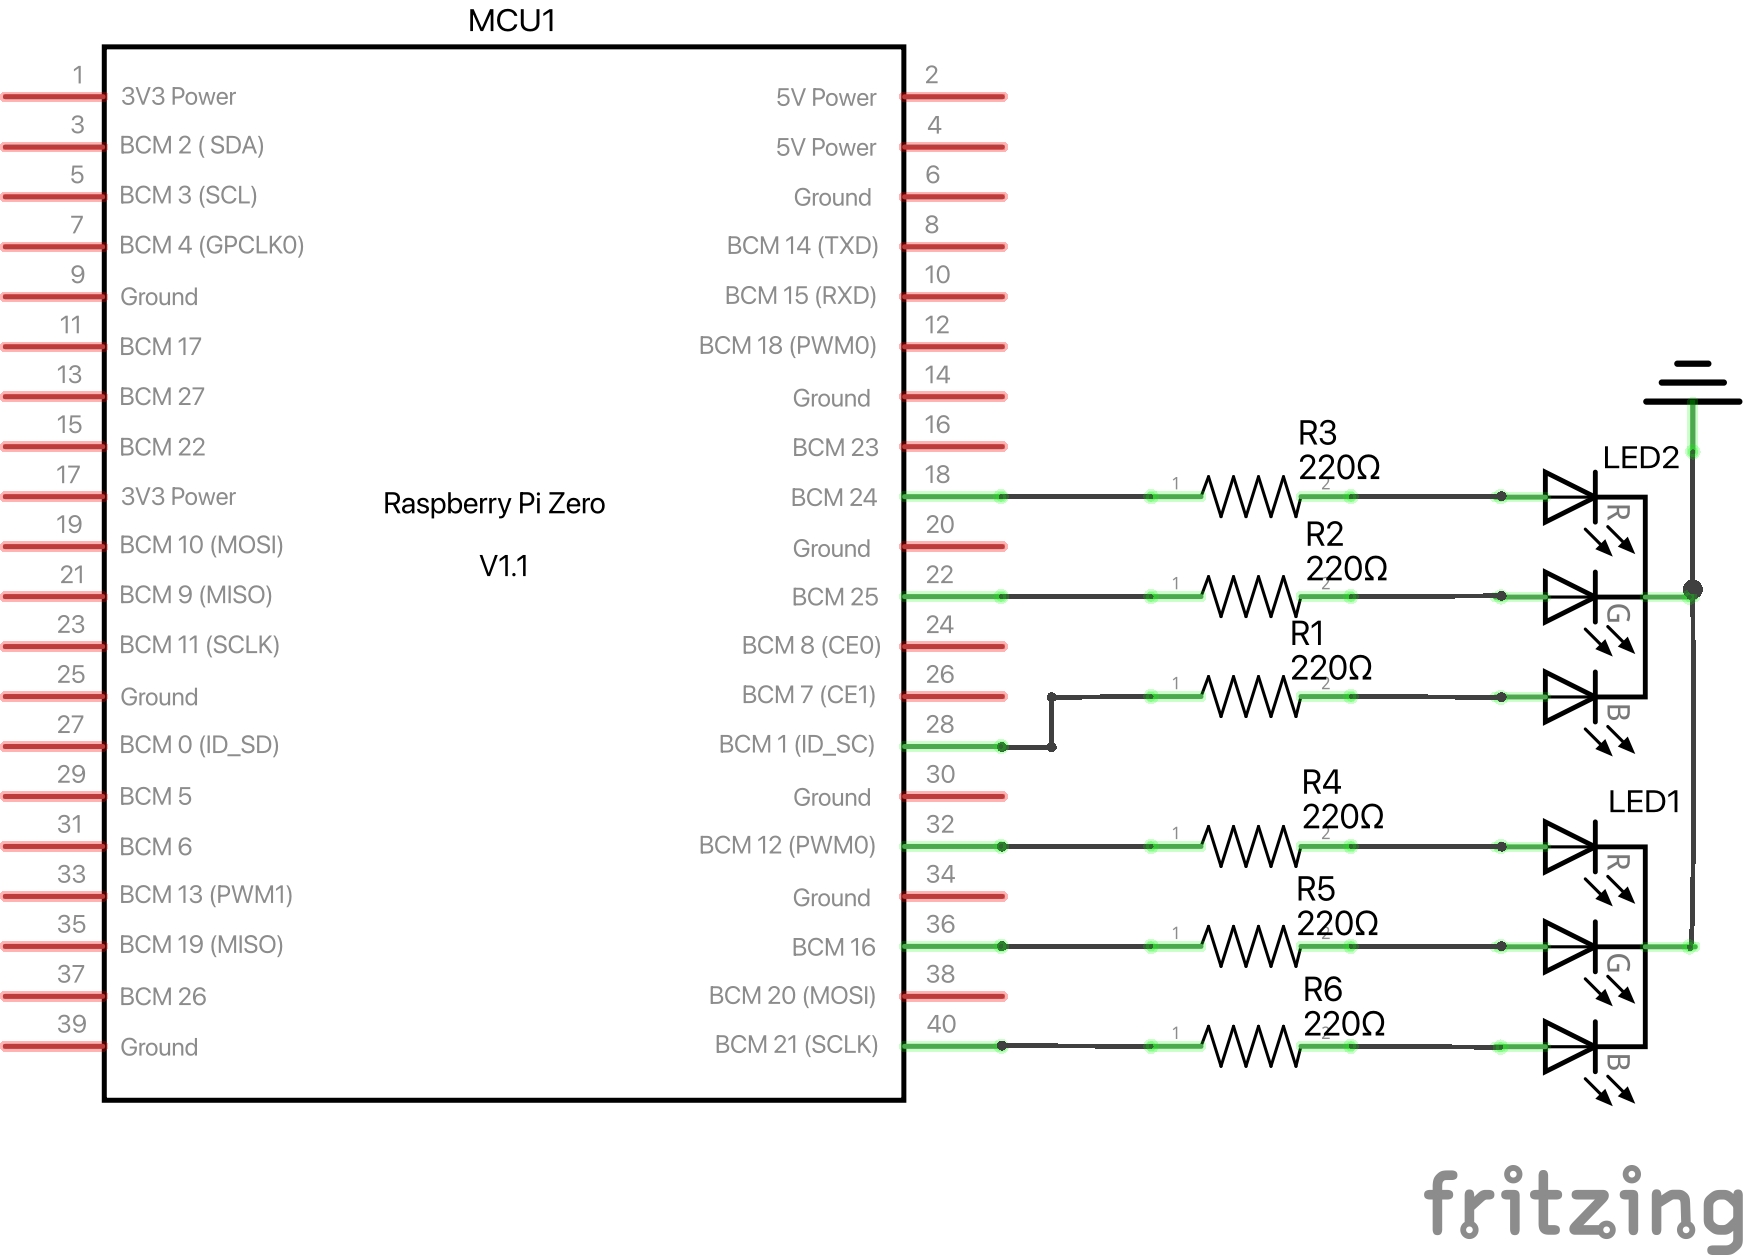 MCU1
1
3V3 Power
5V Power
2
3
BCM 2 ( SDA)
5V Power
4
5
BCM 3 (SCL)
Ground
6
7
BCM 4 (GPCLK0)
BCM 14 (TXD)
8
9
Ground
BCM 15 (RXD)
10
11
BCM 17
BCM 18 (PWM0)
12
13
BCM 27
Ground
14
15
BCM 22
BCM 23
16
17
3V3 Power
BCM 24
18
19
BCM 10 (MOSI)
Ground
20
21
BCM 9 (MISO)
BCM 25
22
23
BCM 11 (SCLK)
BCM 8 (CE0)
24
25
Ground
BCM 7 (CE1)
26
27
BCM 0 (ID_SD)
BCM 1 (ID_SC)
28
29
BCM 5
Ground
30
31
BCM 6
BCM 12 (PWM0)
32
33
BCM 13 (PWM1)
Ground
34
35
BCM 19 (MISO)
BCM 16
36
37
BCM 26
BCM 20 (MOSI)
38
39
Ground
BCM 21 (SCLK)
40
Raspberry Pi Zero
V1.1
R3
220Ω
1
2
LED2
R
R2
220Ω
1
2
G
R1
220Ω
1
2
B
R4
220Ω
1
2
LED1
R
R5
220Ω
1
2
G
R6
220Ω
1
2
B
fritzing